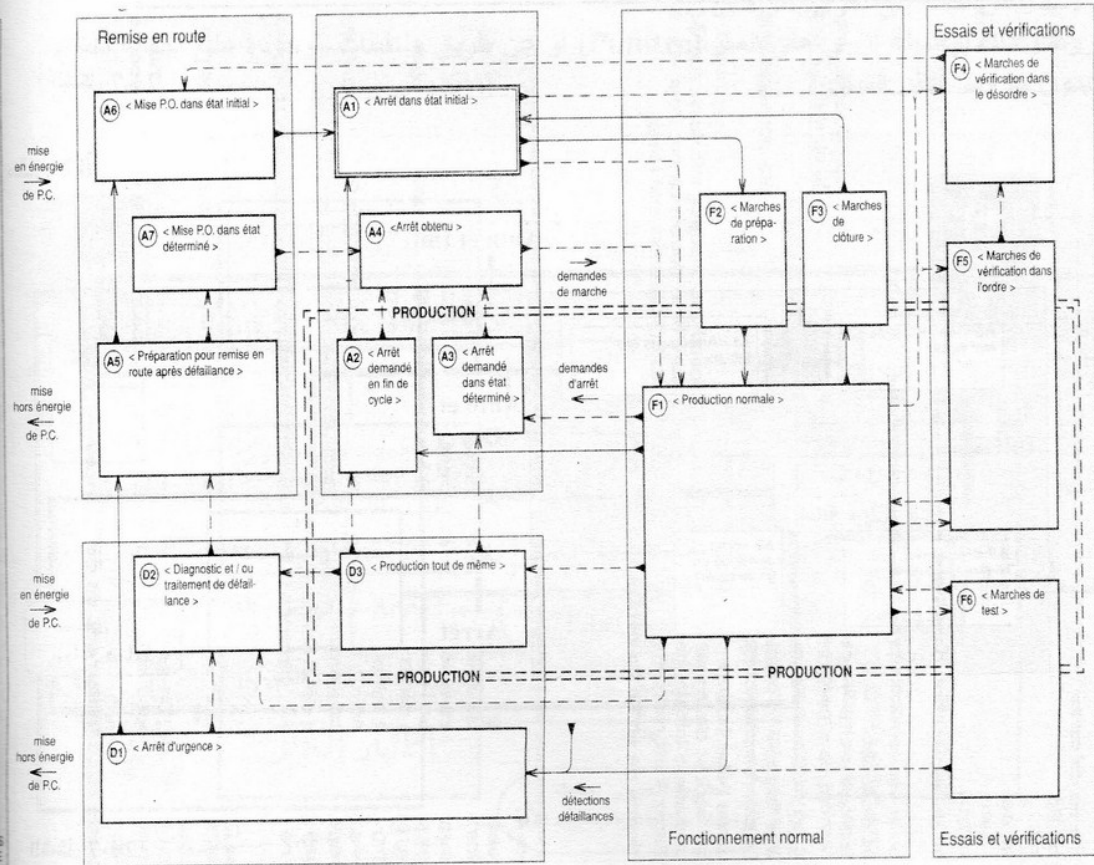 Remise en route
Essais et vérifications
A6 < Mise P.O. dans état initial >
A1 < Arrêt dans état initial >
F4 < Marches de
vérification dans
le désordre >
mise
en énergie
de P.C.
A7 < Mise P.O. dans état
déterminé >
A4 <Arrêt obtenu >
F2 < Marches
de prépa-
ration >
F3 < Marches
de
clôture >
F5 < Marches de
vérification dans
l'ordre >
demandes
de marche
PRODUCTION
A5 < Préparation pour remise en
route après défaillance >
A2 < Arrêt
demandé
en fin de
cycle >
A3 < Arrêt
demandé
dans état
déterminé >
demandes
d'arrêt
F1 < Production normale >
mise
hors énergie
de P.C.
D2 < Diagnostic et / ou
traitement de défail-
lance >
D3 < Production tout de même >
F6 < Marches de
test >
mise
en énergie
de P.C.
PRODUCTION
PRODUCTION
mise
hors énergie
de P.C.
D1 < Arrêt d'urgence >
détections
défaillances
Fonctionnement normal
Essais et vérifications